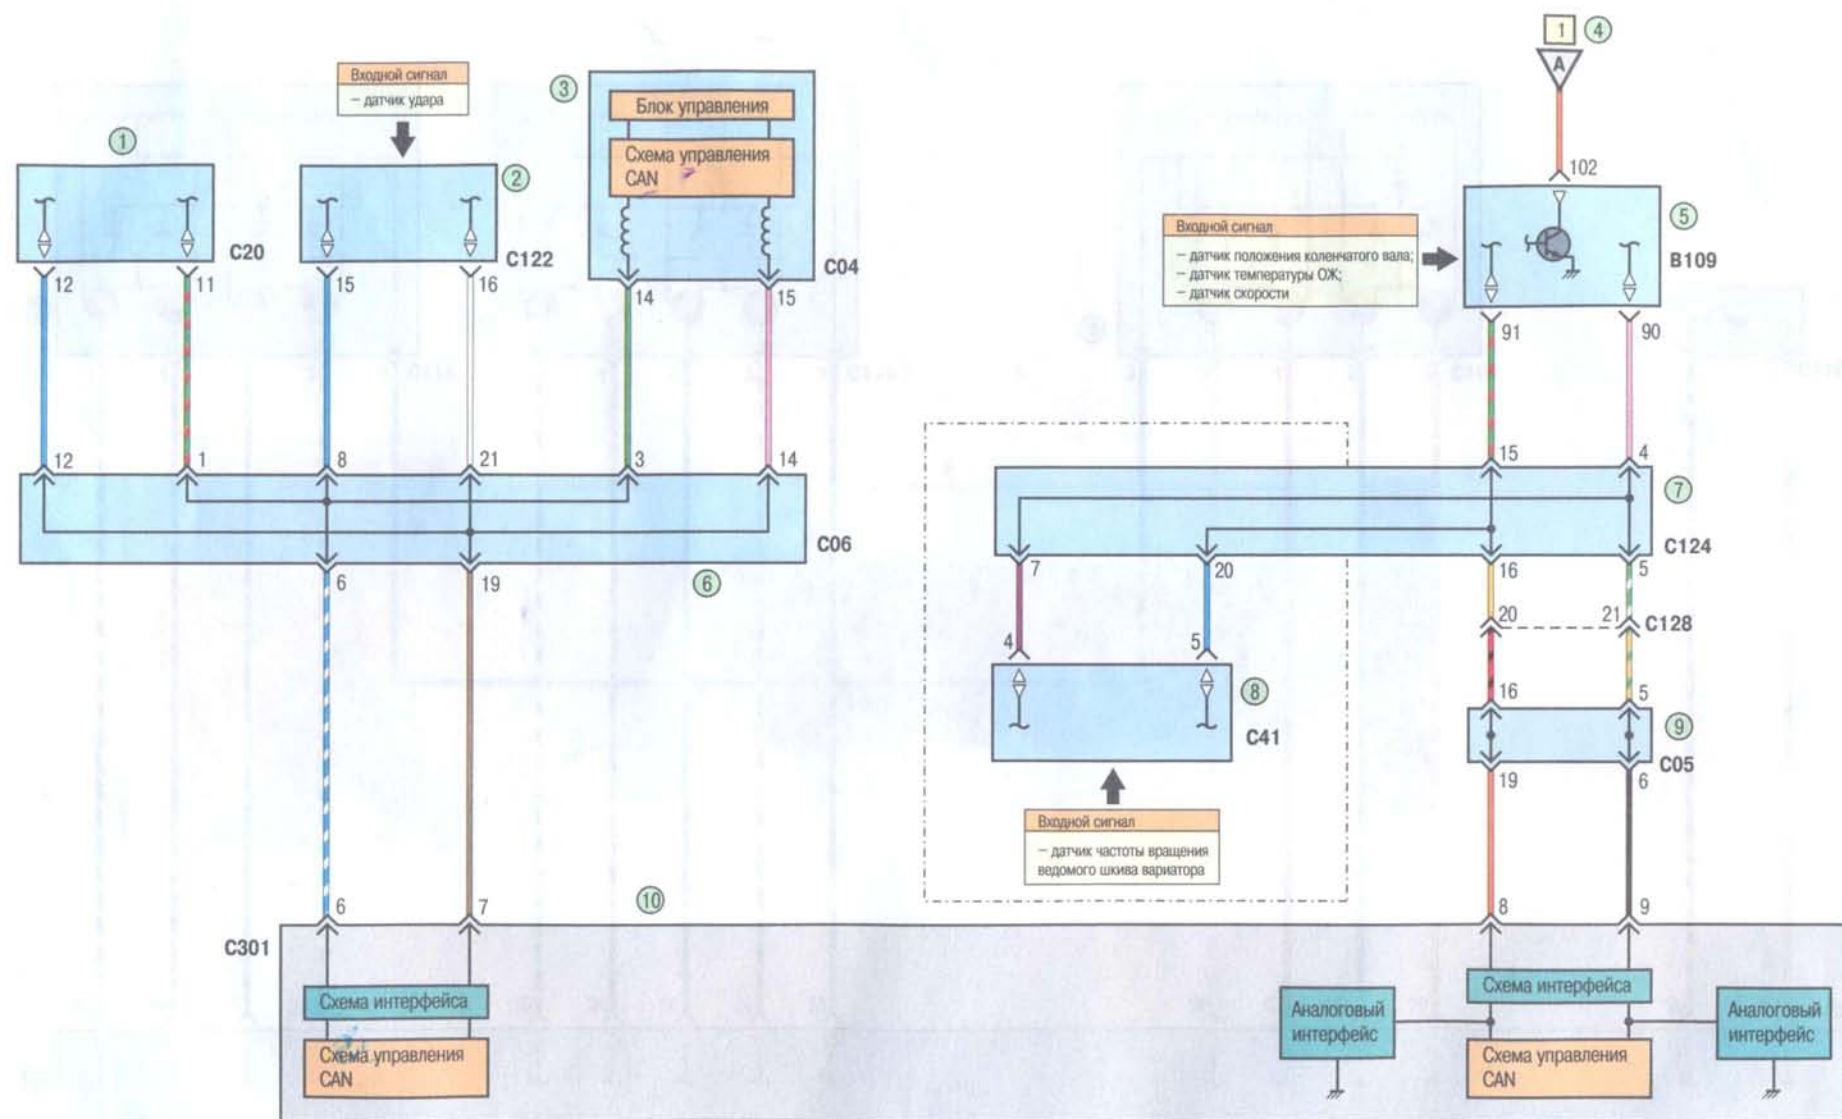 1 4
A
102
Входной сигнал
– датчик удара
3
Блок управления
Схема управления
CAN
1
2
C20
C122
C04
12 11 15 16 14 15
5
Входной сигнал
– датчик положения коленчатого вала;
– датчик температуры ОЖ;
– датчик скорости
B109
91 90
12 1 8 21 3 14
C06
6 19
6
15 4
7
C124
7 20 16 5
20 21 C128
4 5
16 5
8
C41
9
C05
19 6
Входной сигнал
– датчик частоты вращения
ведомого шкива вариатора
6 7
10
8 9
C301
Схема интерфейса
Схема управления
CAN
Аналоговый
интерфейс
Схема интерфейса
Схема управления
CAN
Аналоговый
интерфейс